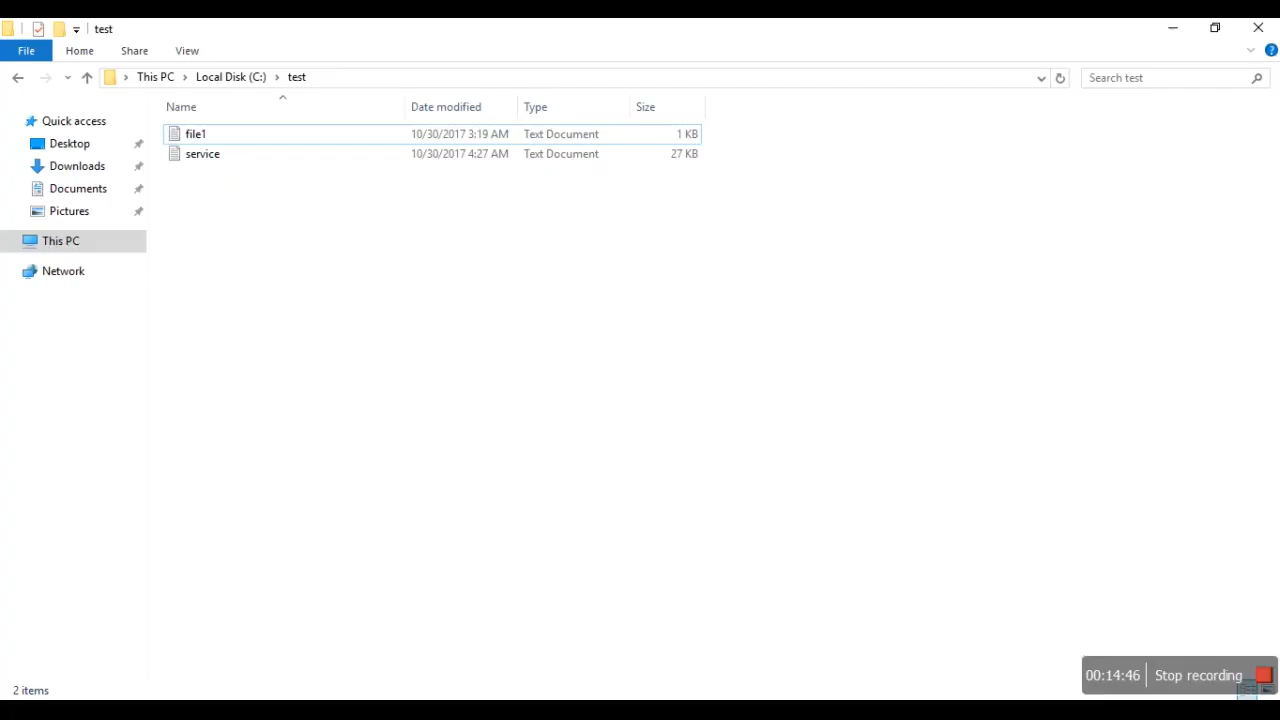 test
File Home Share View
This PC Local Disk (C:) test Search test
Name Date modified Type Size
Quick access
Desktop
Downloads
Documents
Pictures
This PC
Network
file1 10/30/2017 3:19 AM Text Document 1 KB
service 10/30/2017 4:27 AM Text Document 27 KB
00:14:46 Stop recording
2 items